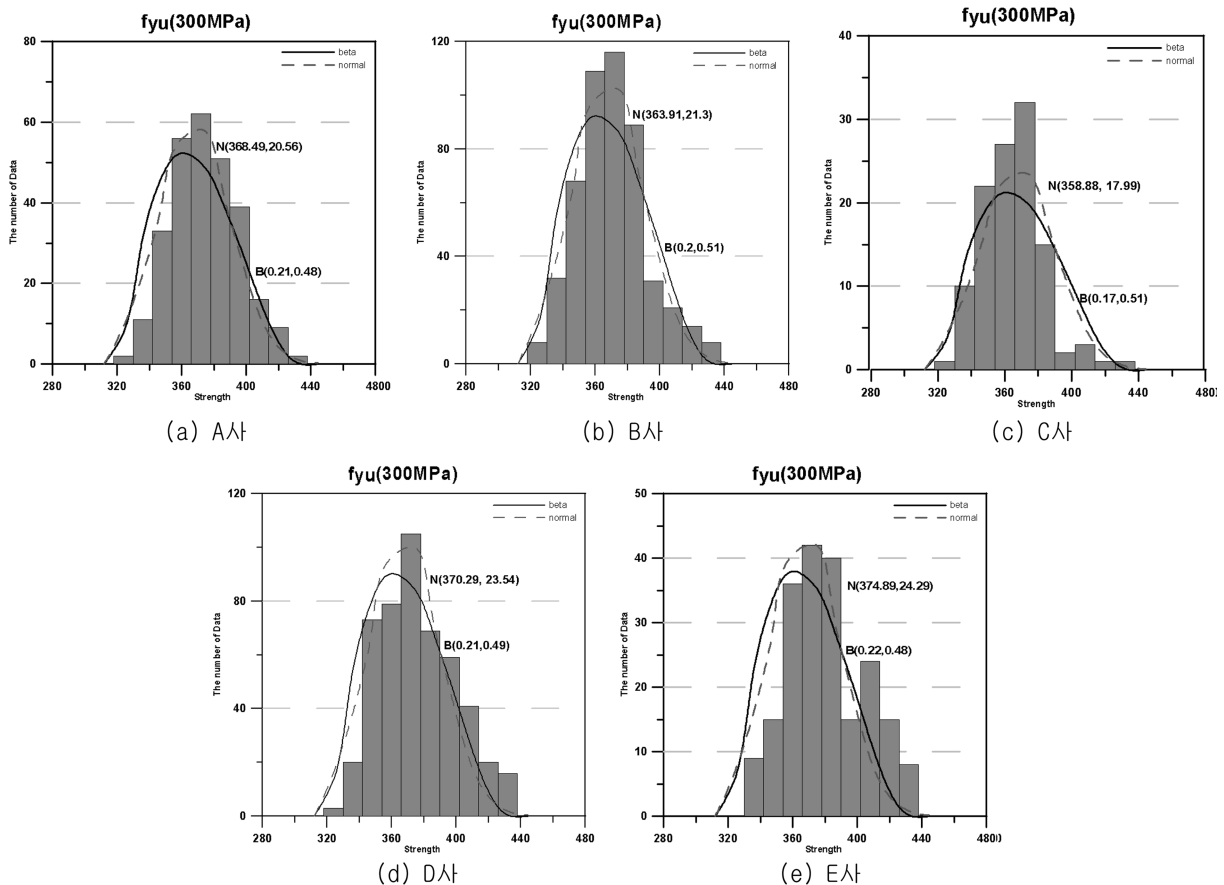 fyu(300MPa)
80
60
40
20
0
The number of Data
beta
normal
N(368.49,20.56)
B(0.21,0.48)
280
320
360
400
440
4800
Strength
(a) A사
fyu(300MPa)
120
80
40
0
The number of Data
beta
normal
N(363.91,21.3)
B(0.2,0.51)
280
320
360
400
440
480
Strength
(b) B사
fyu(300MPa)
40
30
20
10
0
The number of Data
beta
normal
N(358.88, 17.99)
B(0.17,0.51)
280
320
360
400
440
480
Strength
(c) C사
fyu(300MPa)
120
80
40
0
The number of Data
beta
normal
N(370.29, 23.54)
B(0.21,0.49)
280
320
360
400
440
480
Strength
(d) D사
fyu(300MPa)
50
40
30
20
10
0
The number of Data
beta
normal
N(374.89,24.29)
B(0.22,0.48)
280
320
360
400
440
Strength
(e) E사